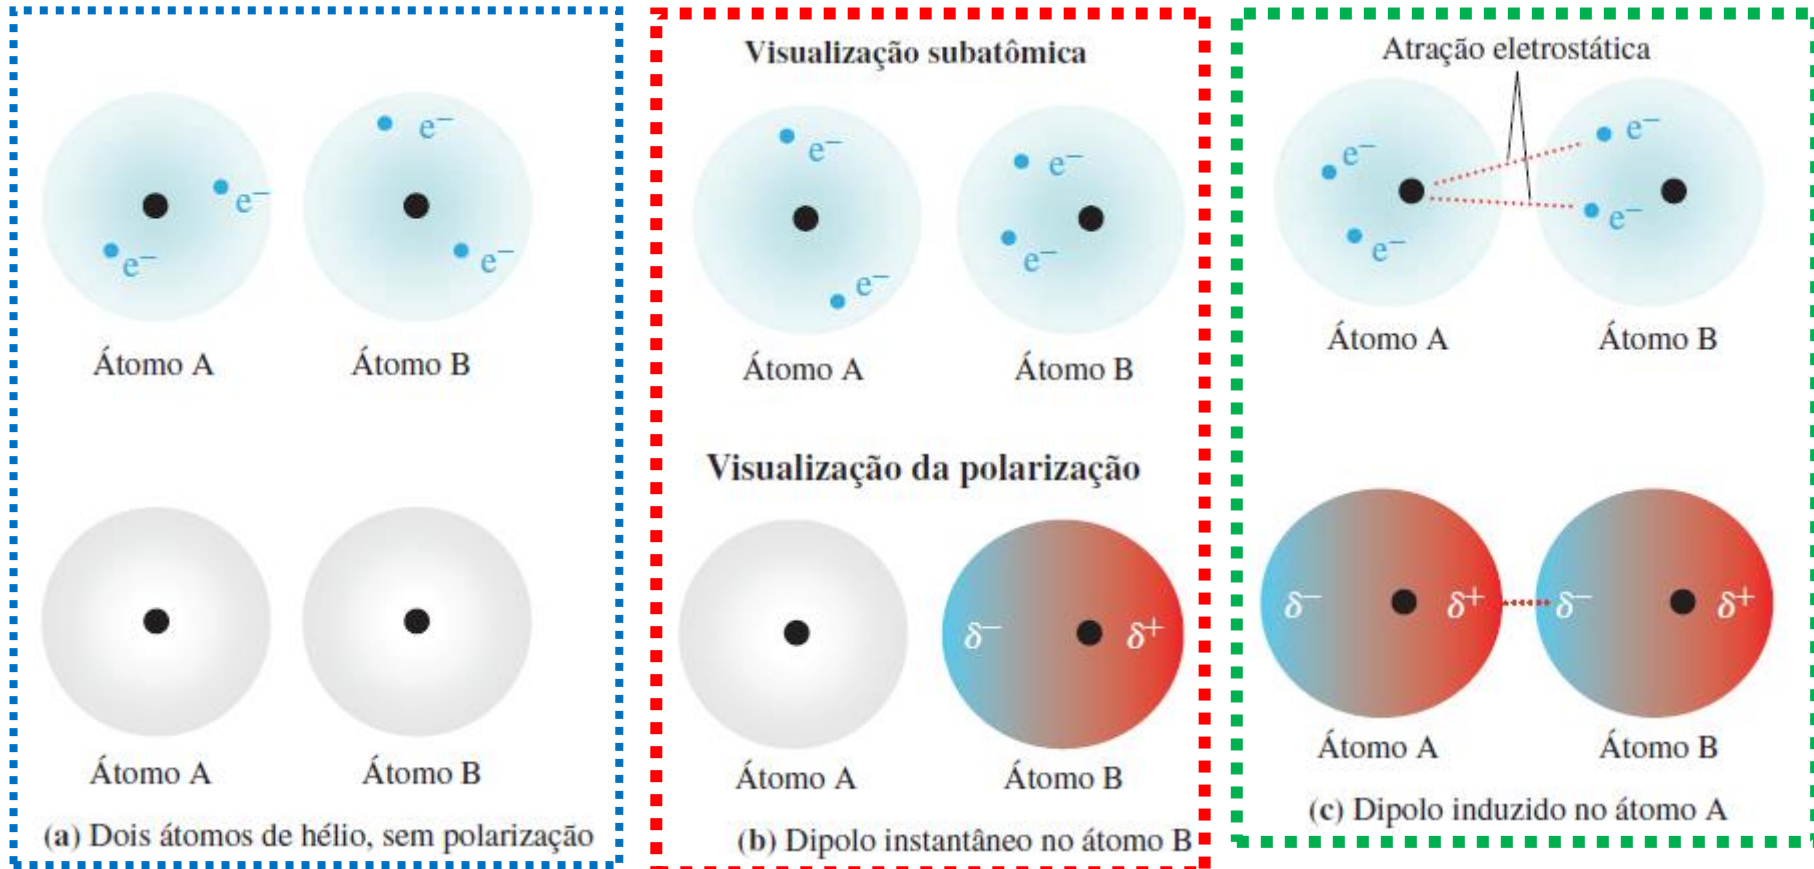 e⁻
e⁻
e⁻
e⁻
Átomo A
Átomo B
Átomo A
Átomo B
(a) Dois átomos de hélio, sem polarização
Visualização subatômica
e⁻
e⁻
e⁻
e⁻
Átomo A
Átomo B
Visualização da polarização
δ⁻
δ⁺
Átomo A
Átomo B
(b) Dipolo instantâneo no átomo B
Atração eletrostática
e⁻
e⁻
e⁻
e⁻
Átomo A
Átomo B
δ⁻
δ⁺
δ⁻
δ⁺
Átomo A
Átomo B
(c) Dipolo induzido no átomo A